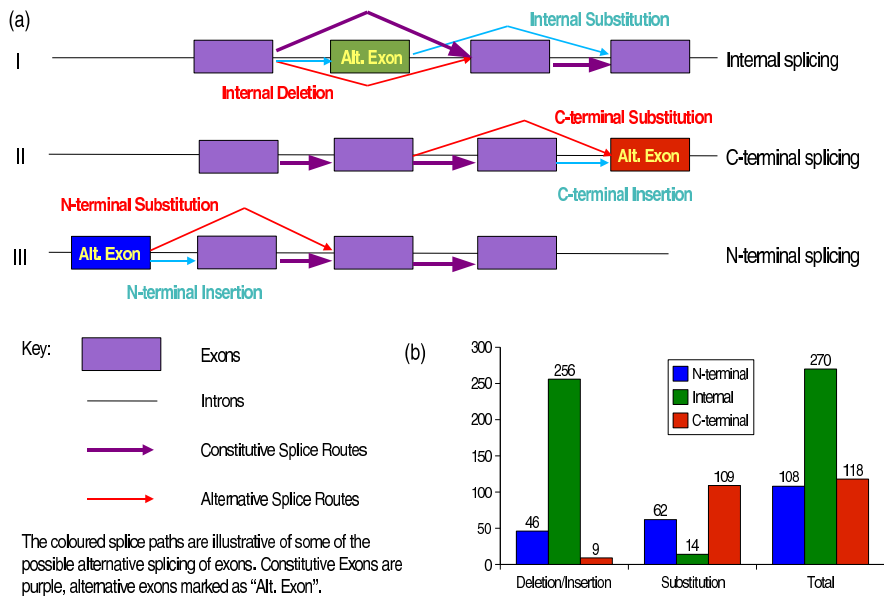 (a)
Internal Substitution
I
Alt. Exon
Internal splicing
Internal Deletion
C-terminal Substitution
II
Alt. Exon
C-terminal splicing
C-terminal Insertion
N-terminal Substitution
III
Alt. Exon
N-terminal splicing
N-terminal Insertion
Key:
Exons
Introns
Constitutive Splice Routes
Alternative Splice Routes
The coloured splice paths are illustrative of some of the
possible alternative splicing of exons. Constitutive Exons are
purple, alternative exons marked as “Alt. Exon”.
(b)
300
250
200
150
100
50
0
256
270
N-terminal
Internal
C-terminal
46
9
62
14
109
108
118
Deletion/Insertion
Substitution
Total